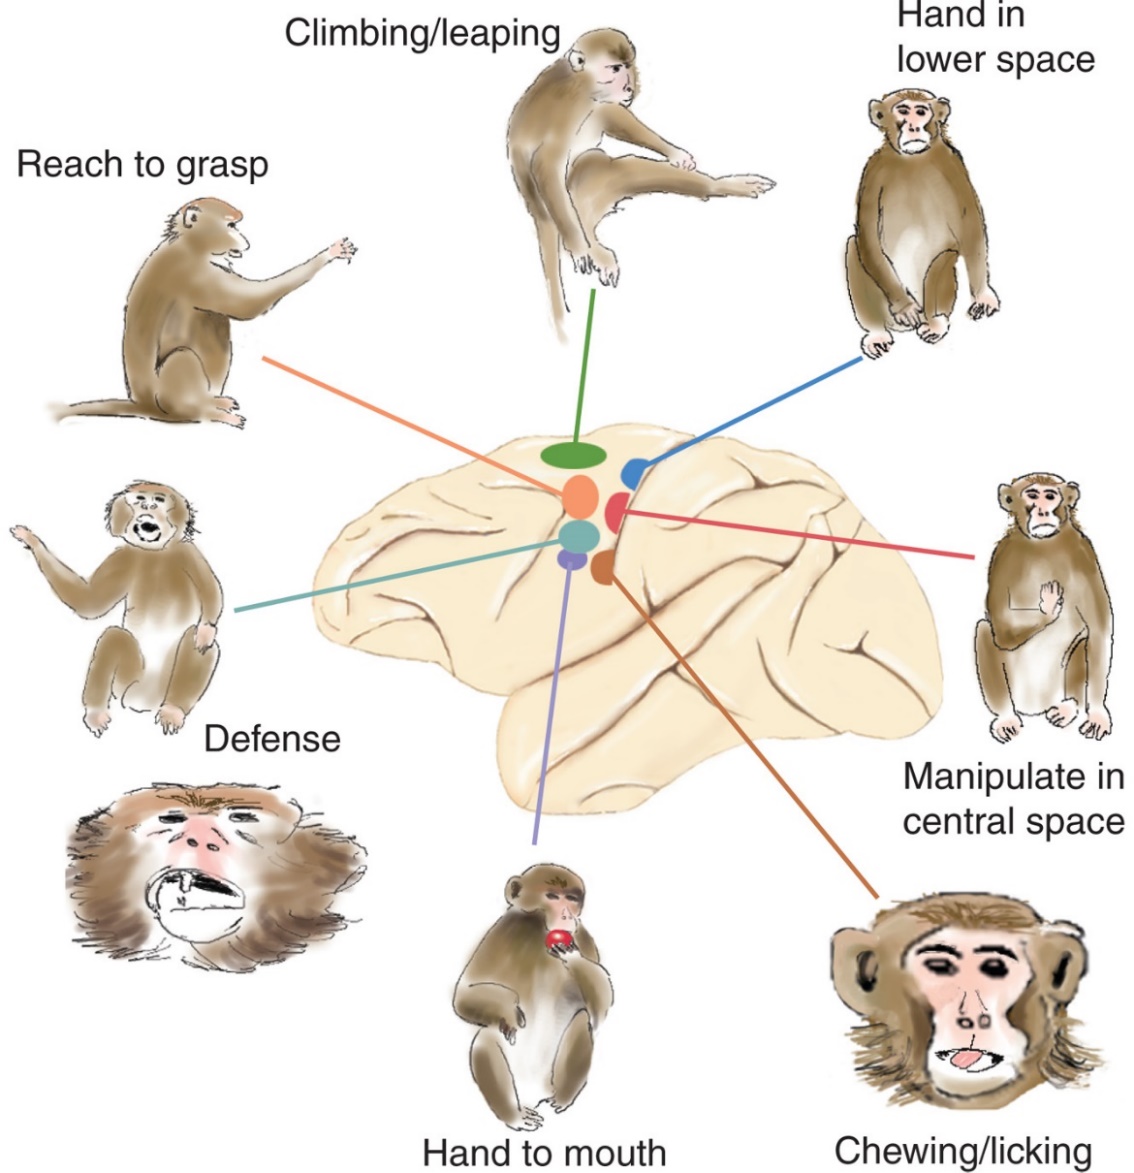 Climbing/leaping
Hand in
lower space
Reach to grasp
Defense
Manipulate in
central space
Hand to mouth
Chewing/licking